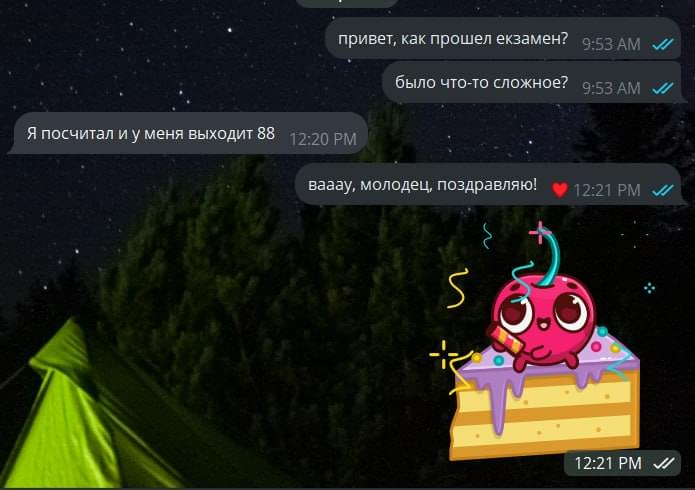 привет, как прошел екзамен? 9:53 AM
было что-то сложное? 9:53 AM
Я посчитал и у меня выходит 88 12:20 PM
вааау, молодец, поздравляю! 12:21 PM
12:21 PM